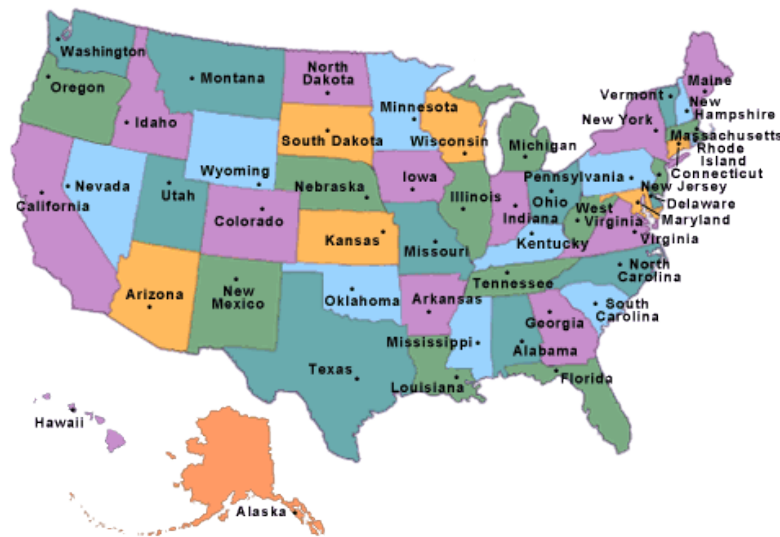 Washington
Oregon
Idaho
Montana
North
Dakota
South Dakota
Minnesota
Wisconsin
Michigan
Wyoming
Nebraska
Iowa
Illinois
Indiana
Ohio
Pennsylvania
New York
Vermont
Maine
New
Hampshire
Massachusetts
Rhode
Island
Connecticut
New Jersey
Delaware
Maryland
West
Virginia
Virginia
California
Nevada
Utah
Colorado
Kansas
Missouri
Kentucky
Arizona
New
Mexico
Oklahoma
Arkansas
Tennessee
North
Carolina
South
Carolina
Texas
Louisiana
Mississippi
Alabama
Georgia
Florida
Hawaii
Alaska